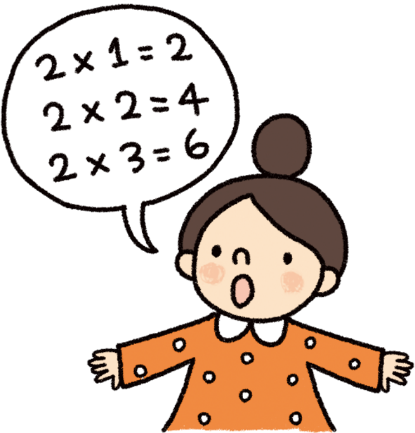 2 × 1 = 2
2 × 2 = 4
2 × 3 = 6